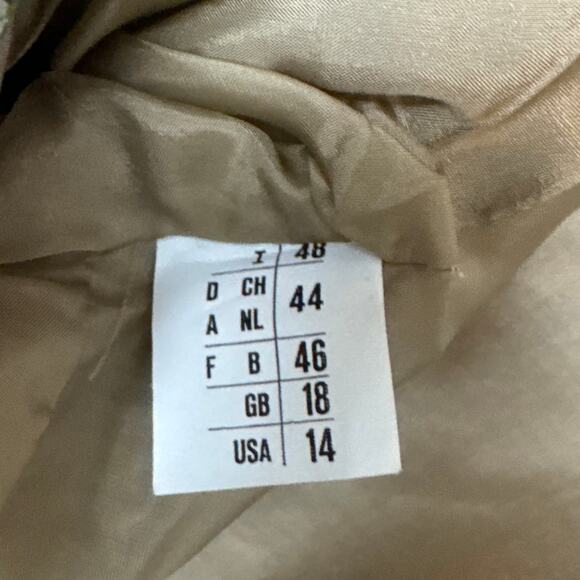 I 48
D CH 44
A NL
F B 46
GB 18
USA 14